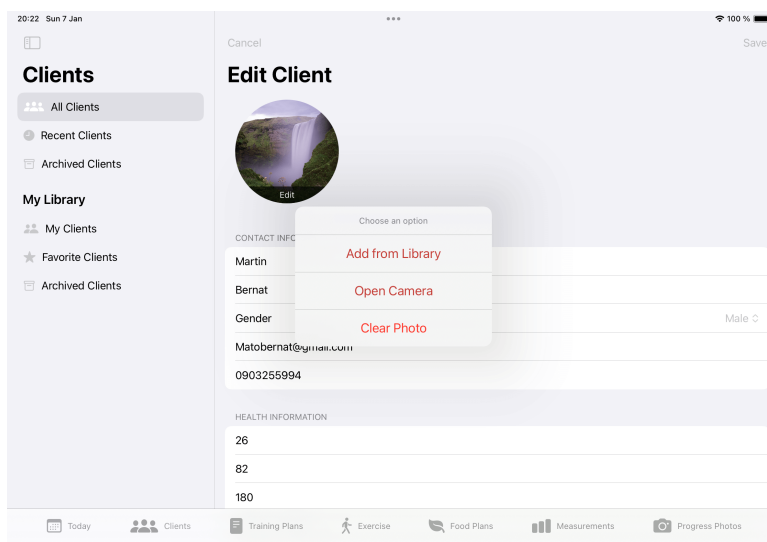 20:22 Sun 7 Jan
100 %
Cancel
Save
Clients
Edit Client
All Clients
Recent Clients
Archived Clients
Edit
My Library
Choose an option
My Clients
CONTACT INFO
Add from Library
Favorite Clients
Martin
Archived Clients
Bernat
Open Camera
Gender
Male
Clear Photo
Matobernat@gmail.com
0903255994
HEALTH INFORMATION
26
82
180
Today
Clients
Training Plans
Exercise
Food Plans
Measurements
Progress Photos